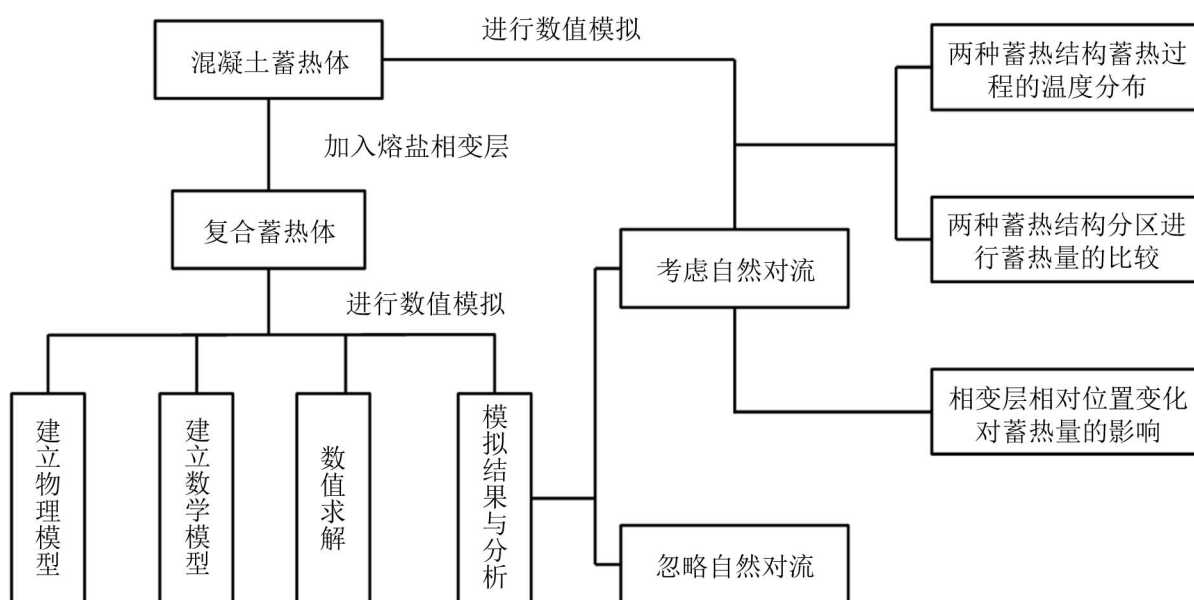 进行数值模拟
混凝土蓄热体
两种蓄热结构蓄热过
程的温度分布
加入熔盐相变层
复合蓄热体
两种蓄热结构分区进
行蓄热量的比较
考虑自然对流
进行数值模拟
相变层相对位置变化
对蓄热量的影响
建立物理模型
建立数学模型
数值求解
模拟结果与分析
忽略自然对流